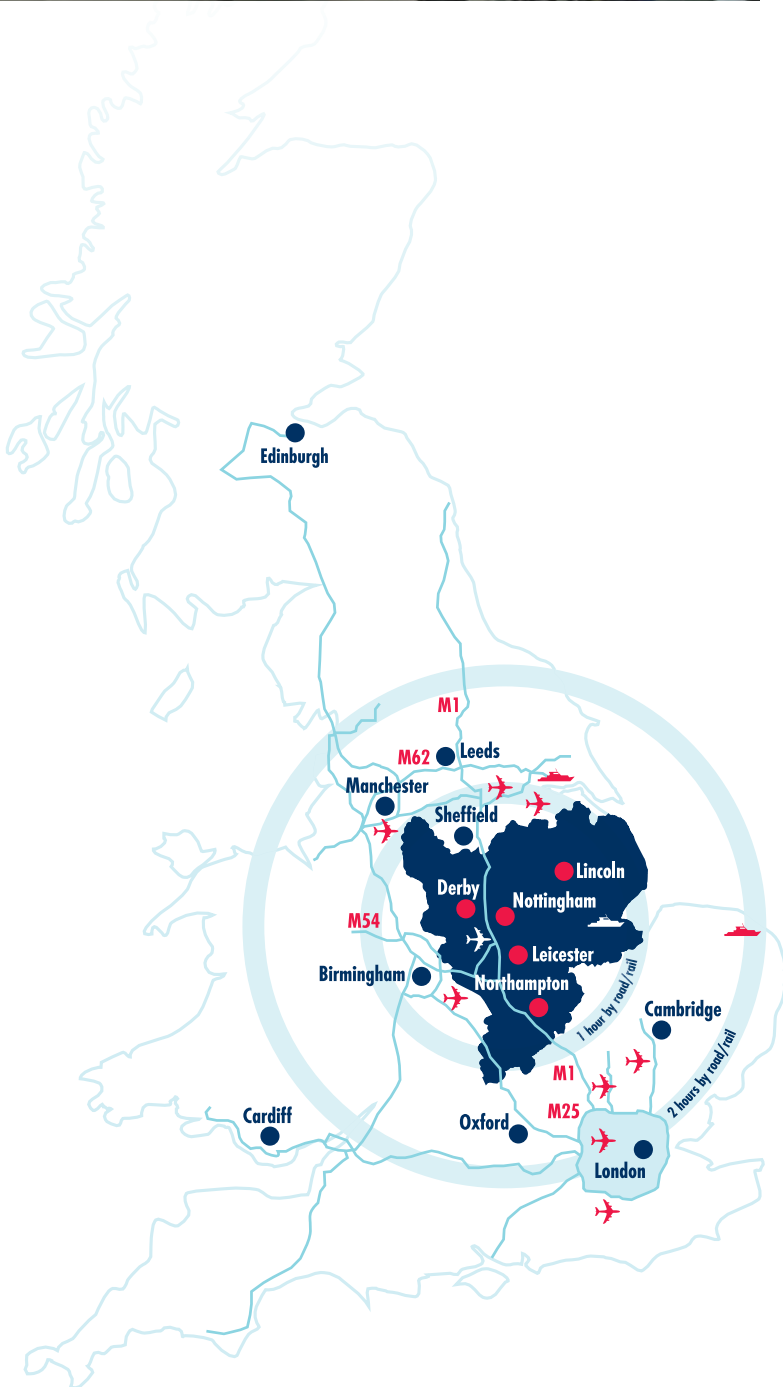 Edinburgh
M1
M62
Leeds
Manchester
Sheffield
Lincoln
Derby
Nottingham
M54
Leicester
Birmingham
Northampton
1 hour by road/rail
Cambridge
2 hours by road/rail
M1
M25
Cardiff
Oxford
London